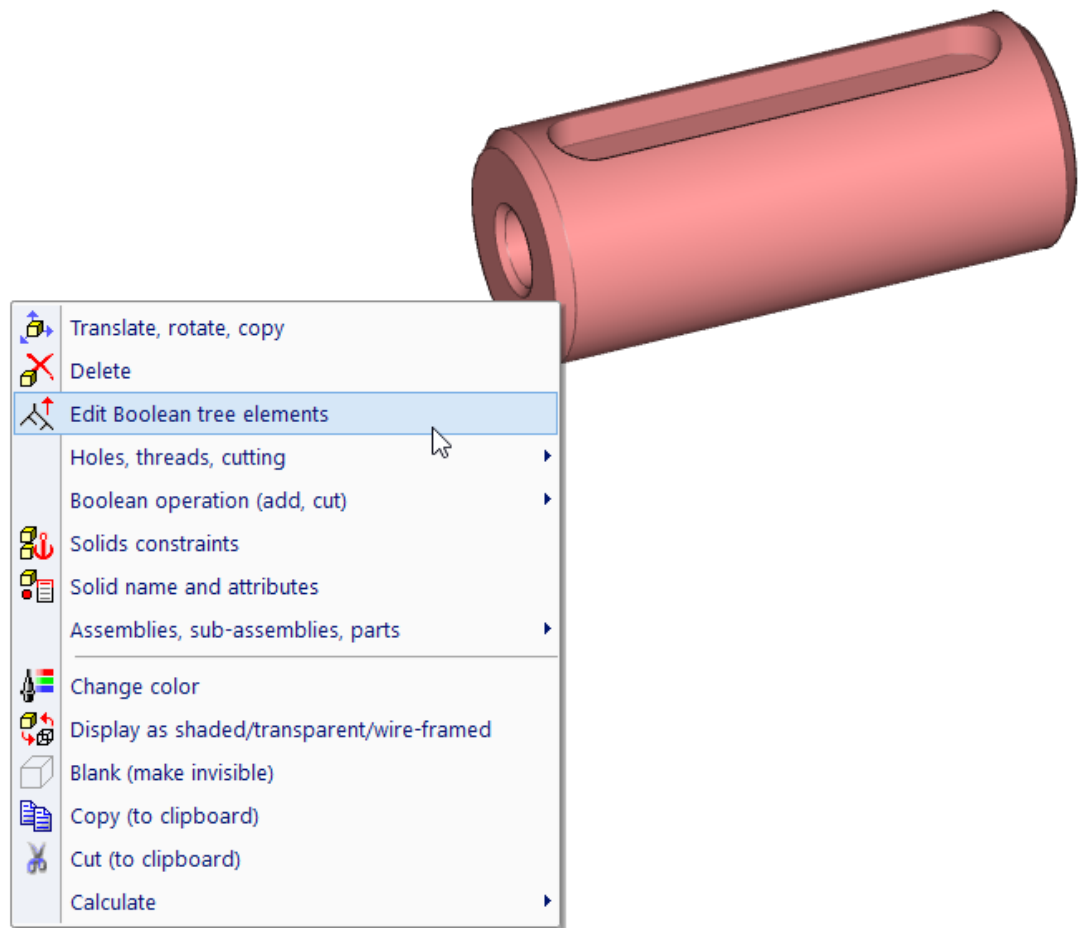 Translate, rotate, copy
Delete
Edit Boolean tree elements
Holes, threads, cutting
Boolean operation (add, cut)
Solids constraints
Solid name and attributes
Assemblies, sub-assemblies, parts
Change color
Display as shaded/transparent/wire-framed
Blank (make invisible)
Copy (to clipboard)
Cut (to clipboard)
Calculate